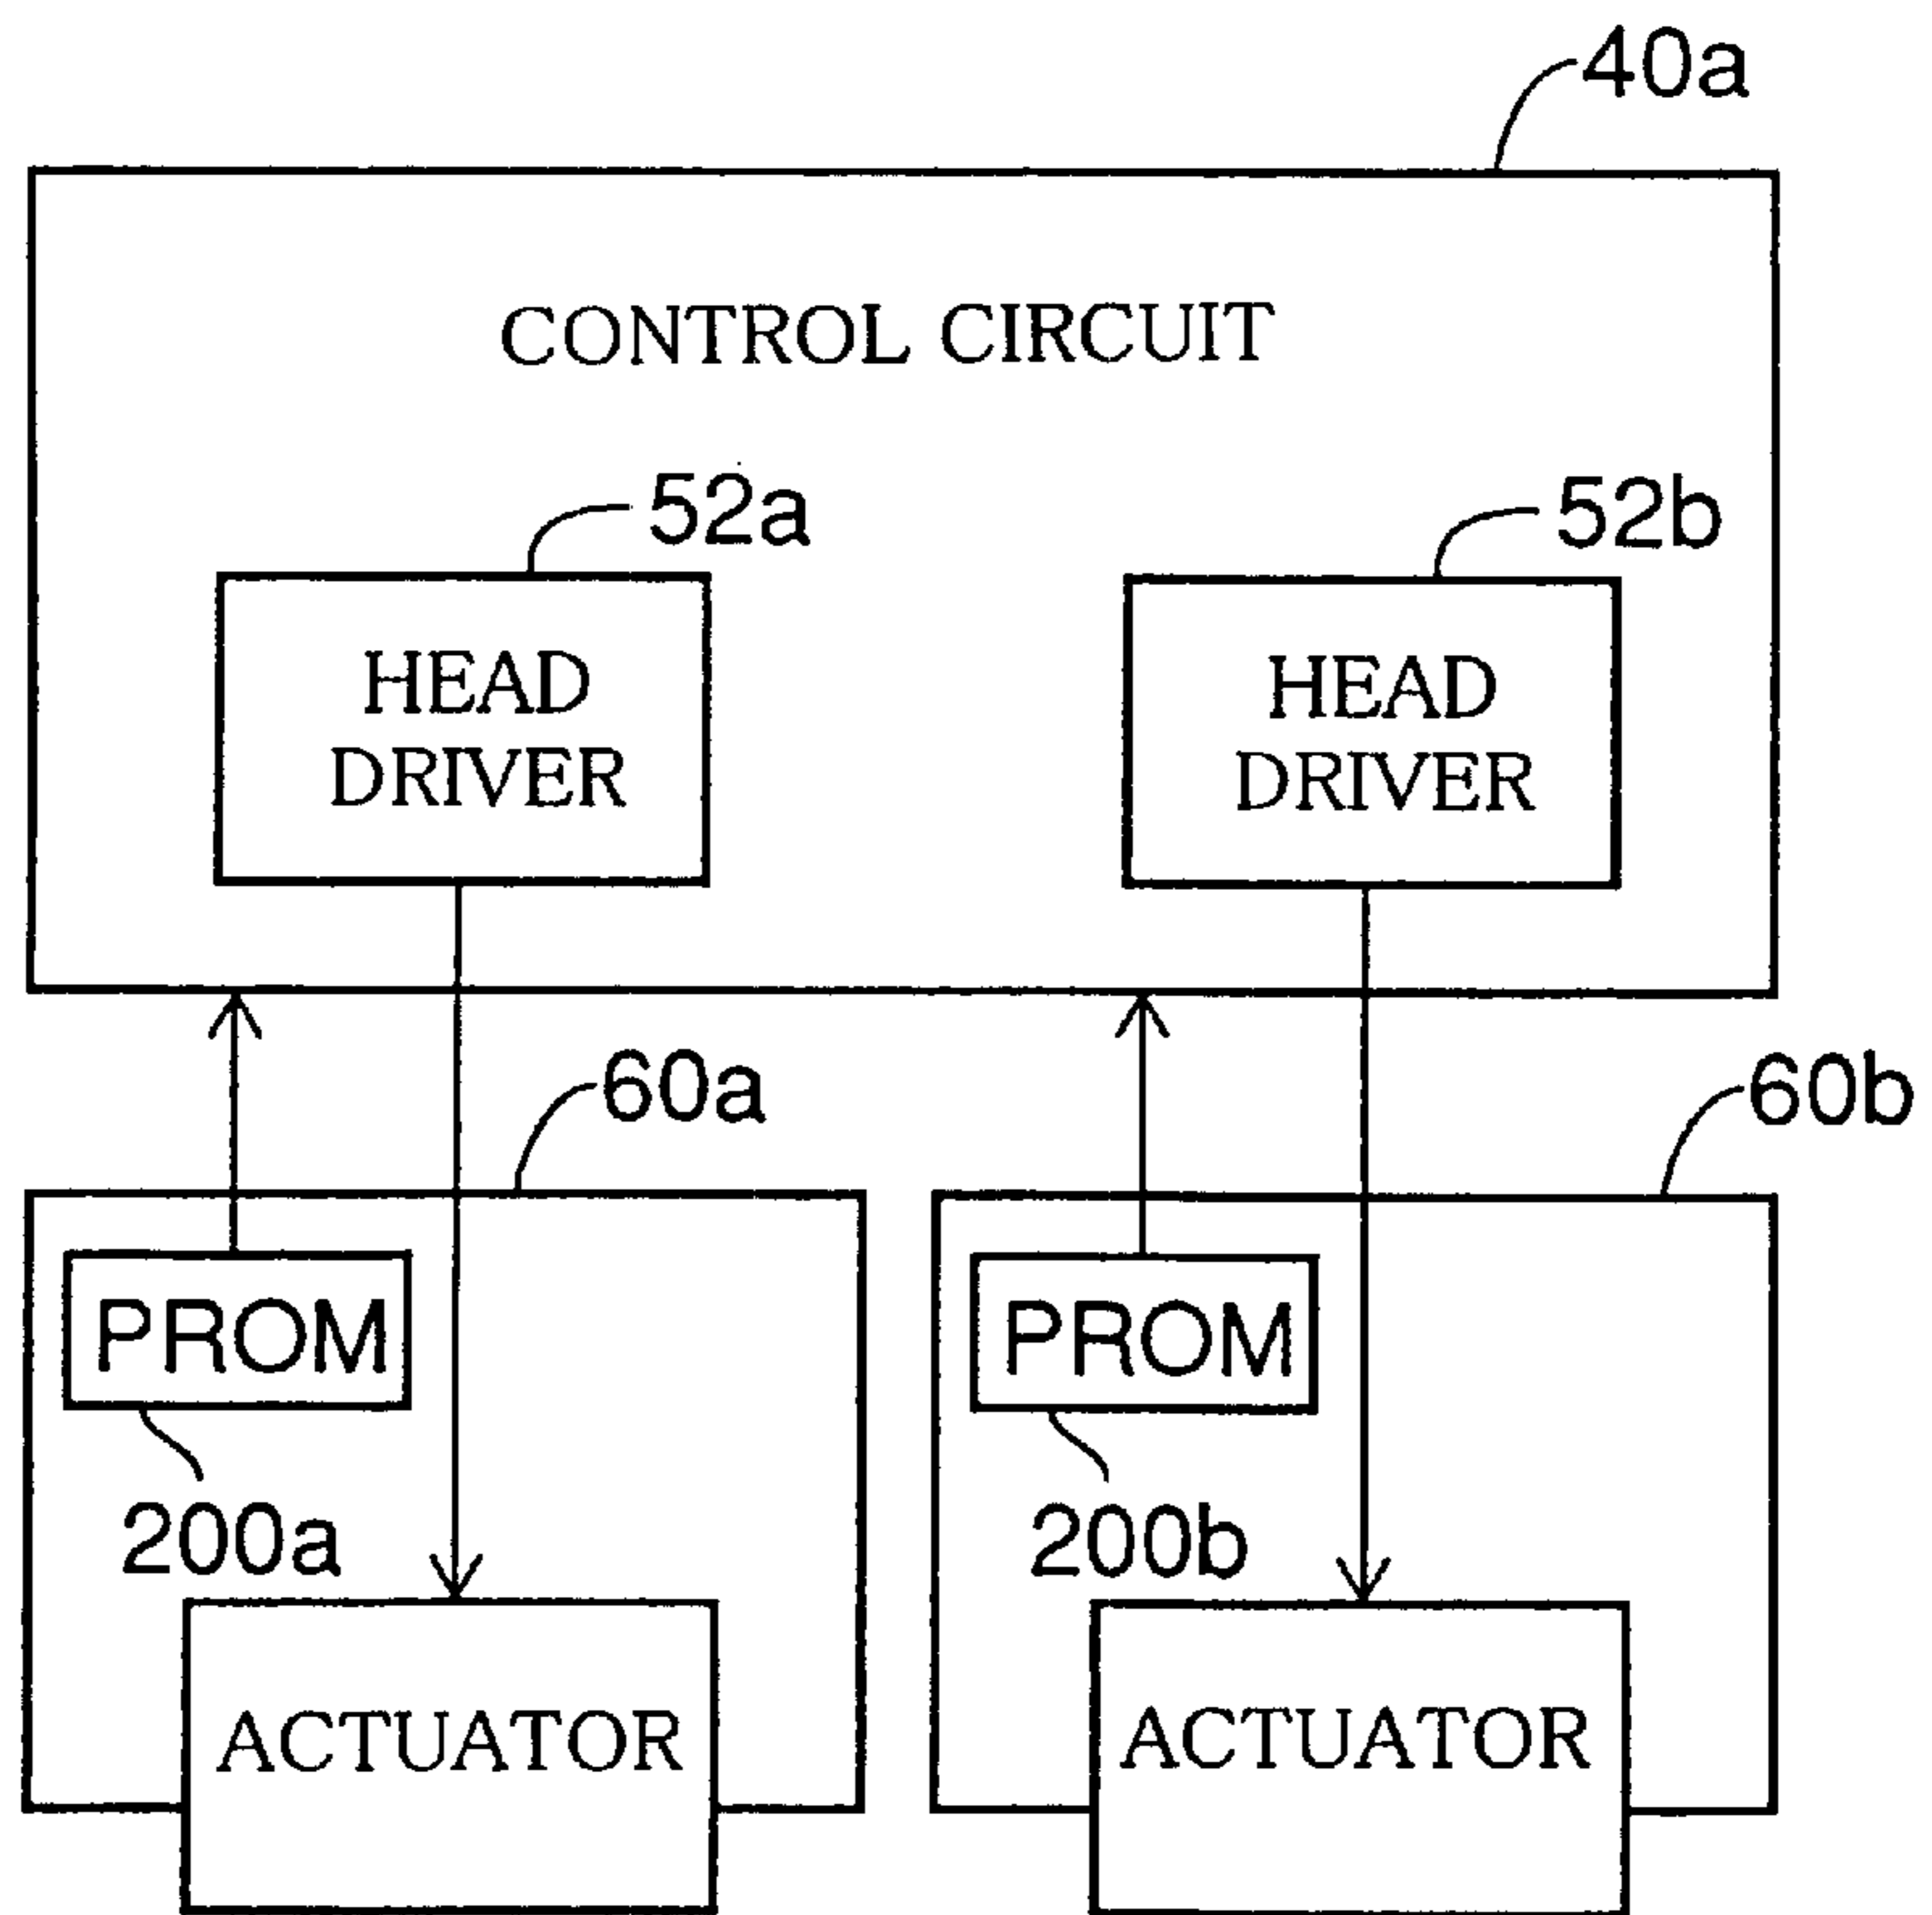 40a
CONTROL CIRCUIT
52a
52b
HEAD
DRIVER
HEAD
DRIVER
60a
60b
PROM
PROM
200a
200b
ACTUATOR
ACTUATOR